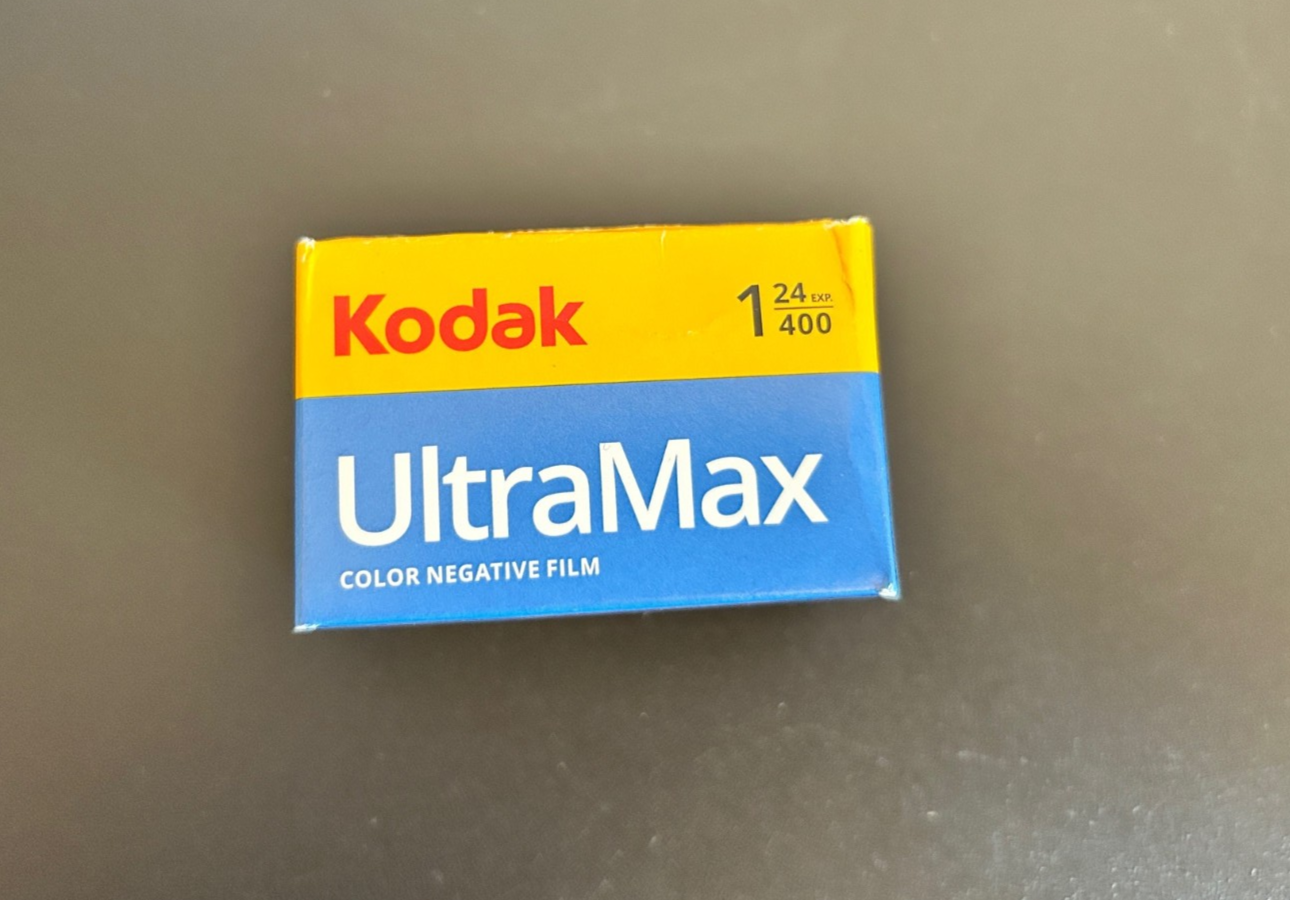 Kodak
1 24 EXP.
400
UltraMax
COLOR NEGATIVE FILM